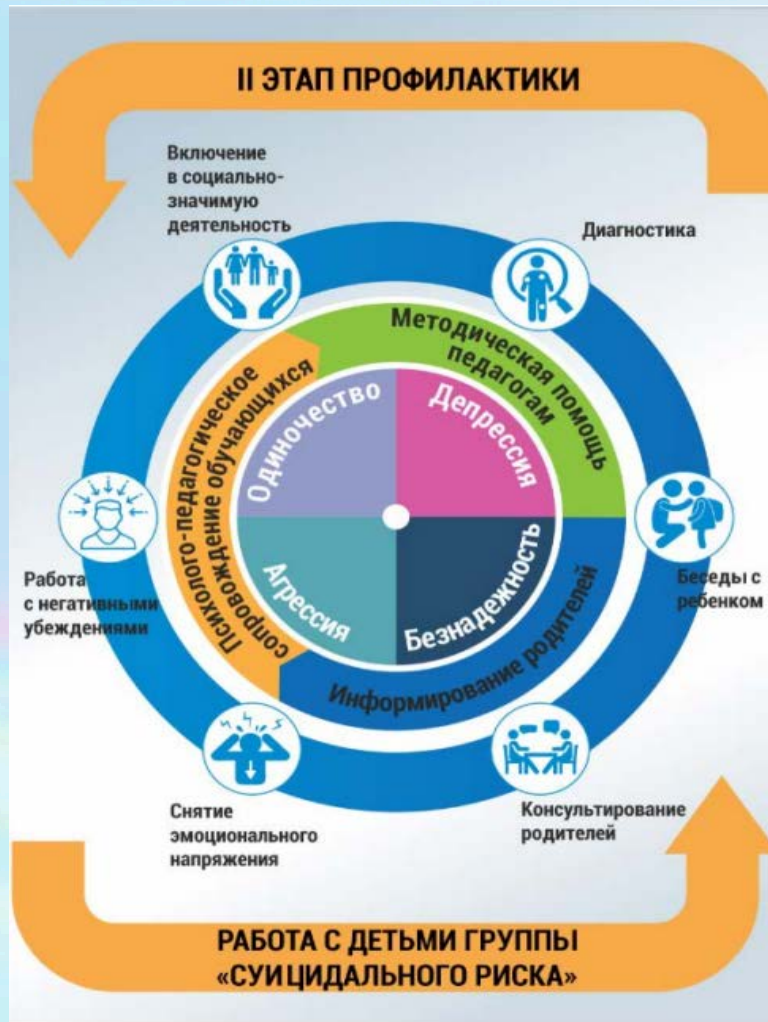 II ЭТАП ПРОФИЛАКТИКИ
Включение
в социально-
значимую
деятельность
Диагностика
Методическая помощь
педагогам
Психолого-педагогическое
сопровождение обучающихся
Одиночество
Депрессия
Агрессия
Безнадежность
Информирование родителей
Работа
с негативными
убеждениями
Беседы с
ребенком
Снятие
эмоционального
напряжения
Консультирование
родителей
РАБОТА С ДЕТЬМИ ГРУППЫ
«СУИЦИДАЛЬНОГО РИСКА»